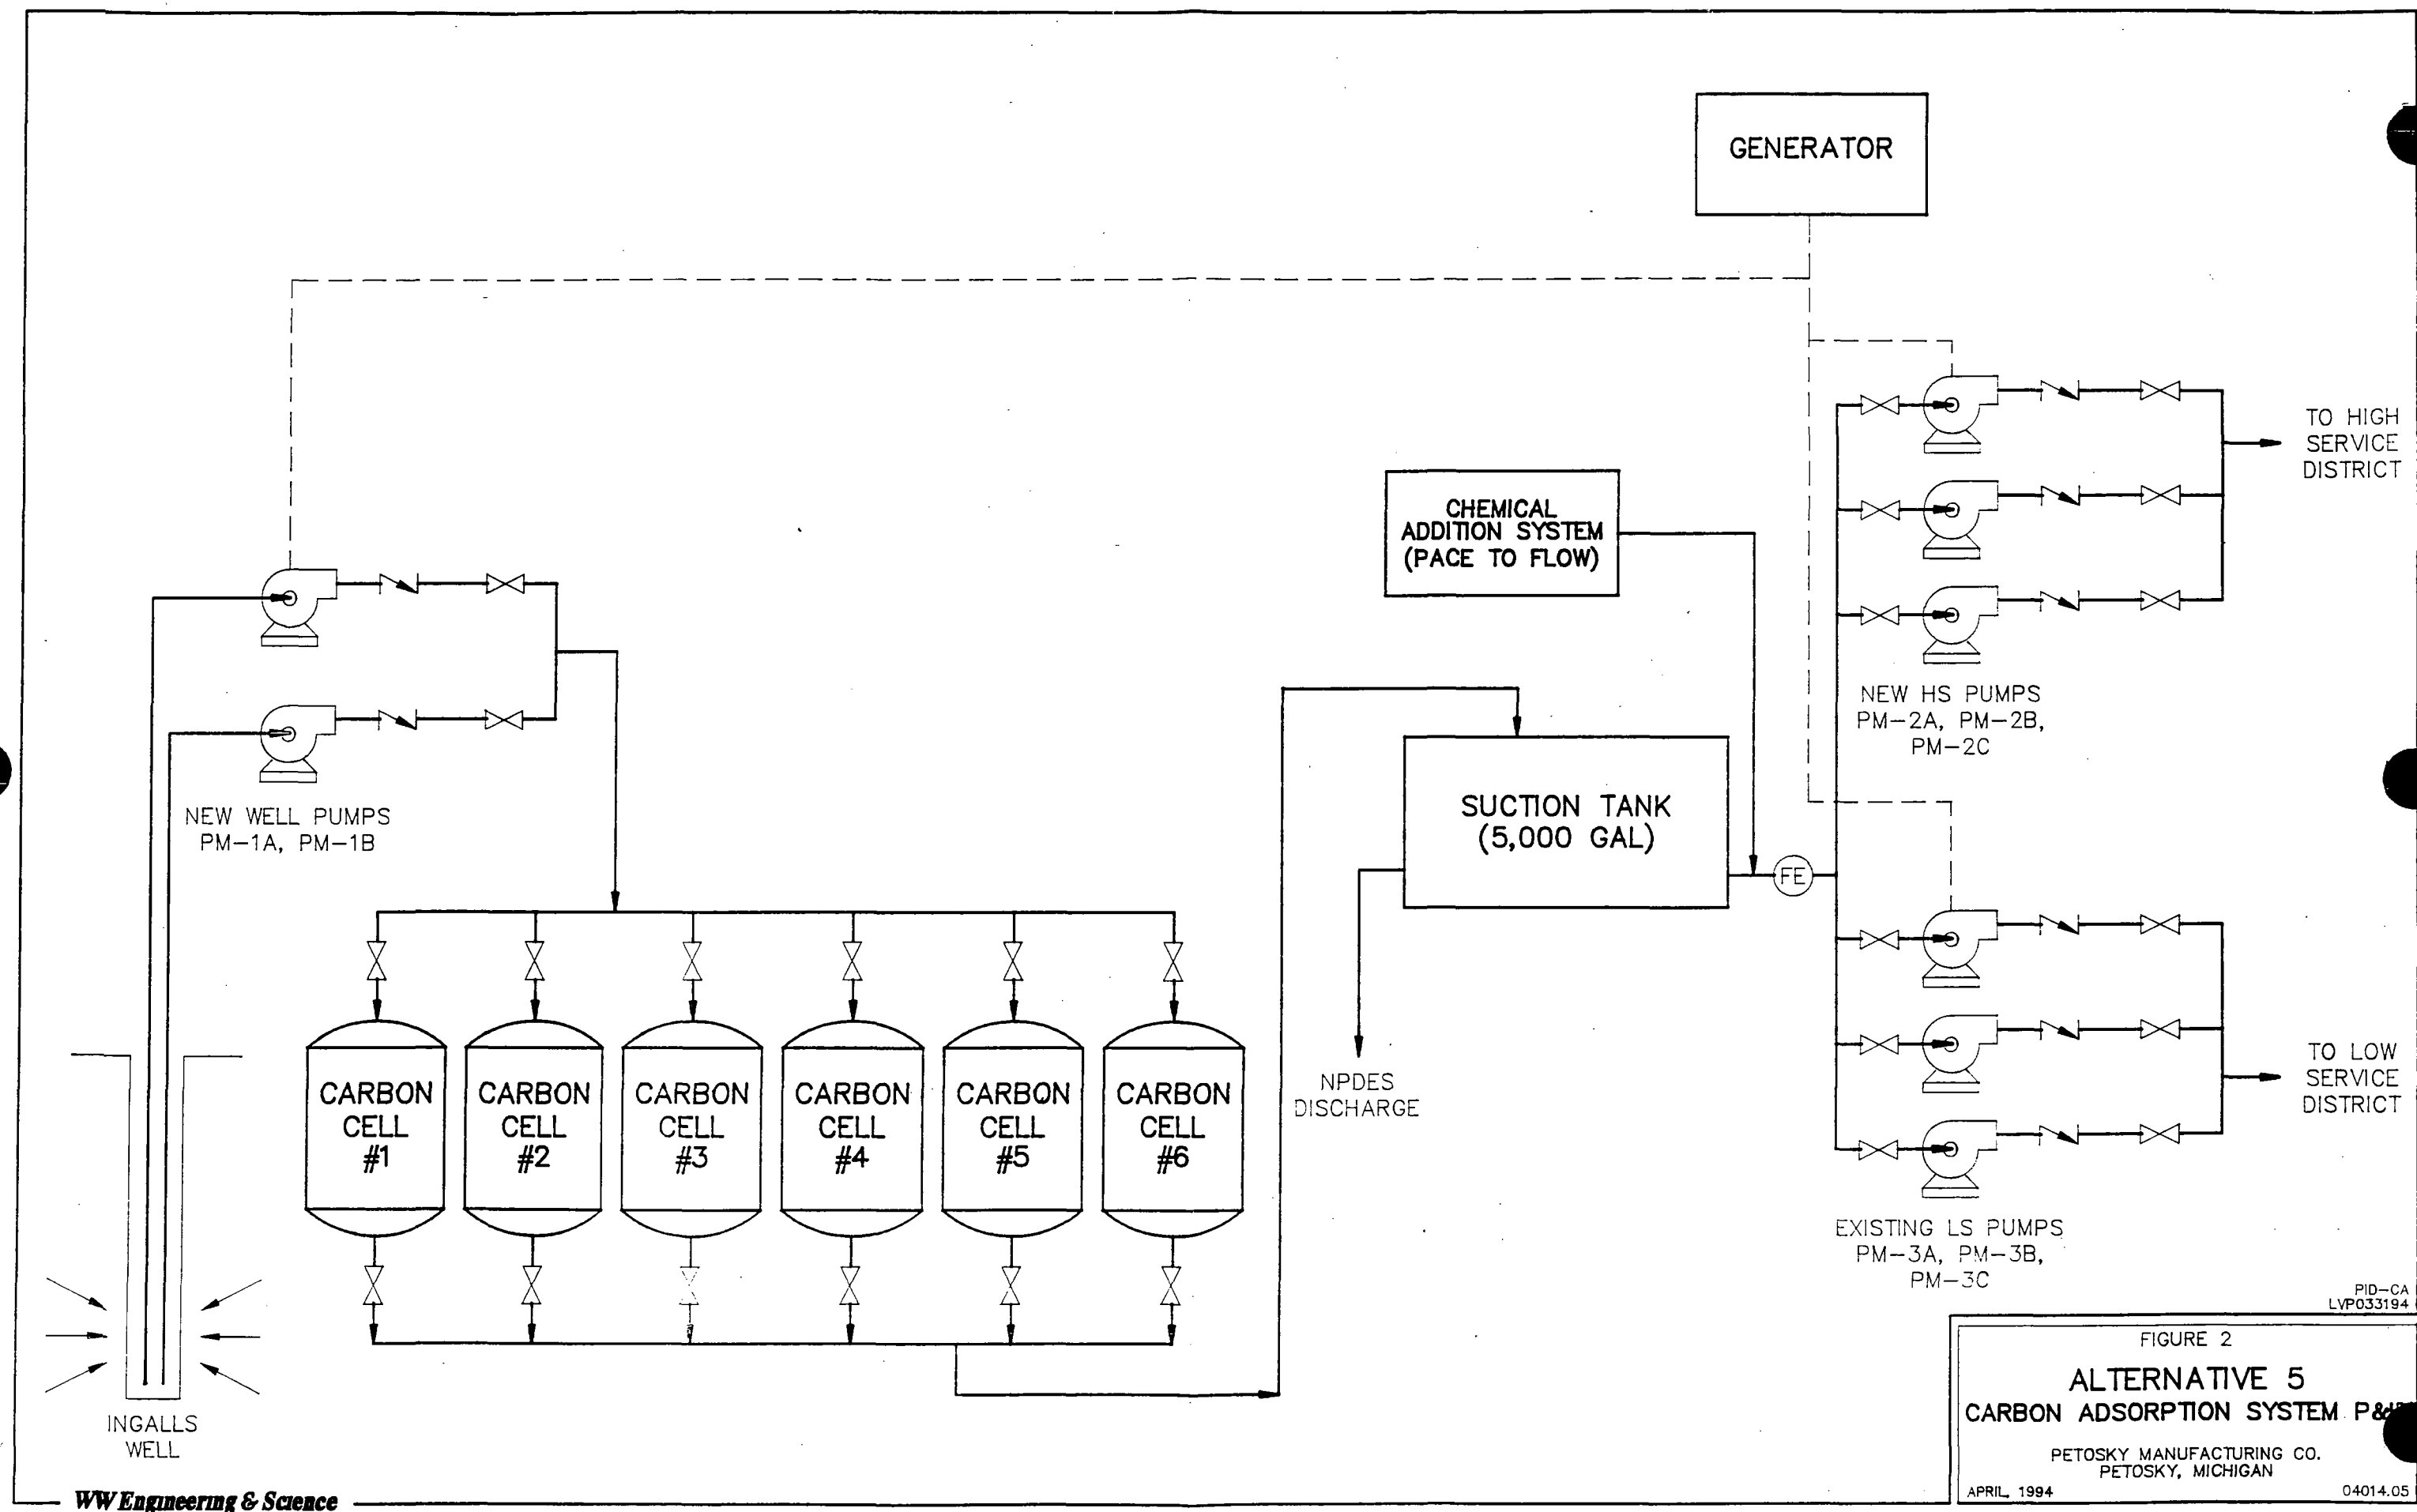 GENERATOR
TO HIGH
SERVICE
DISTRICT
CHEMICAL
ADDITION SYSTEM
(PACE TO FLOW)
NEW HS PUMPS
PM-2A, PM-2B,
PM-2C
SUCTION TANK
(5,000 GAL)
FE
NEW WELL PUMPS
PM-1A, PM-1B
CARBON
CELL
#1
CARBON
CELL
#2
CARBON
CELL
#3
CARBON
CELL
#4
CARBON
CELL
#5
CARBON
CELL
#6
NPDES
DISCHARGE
TO LOW
SERVICE
DISTRICT
EXISTING LS PUMPS
PM-3A, PM-3B,
PM-3C
INGALLS
WELL
PID-CA
LVP033194
FIGURE 2
ALTERNATIVE 5
CARBON ADSORPTION SYSTEM
PETOSKY MANUFACTURING CO.
PETOSKY, MICHIGAN
APRIL, 1994
04014.05
WW Engineering & Science